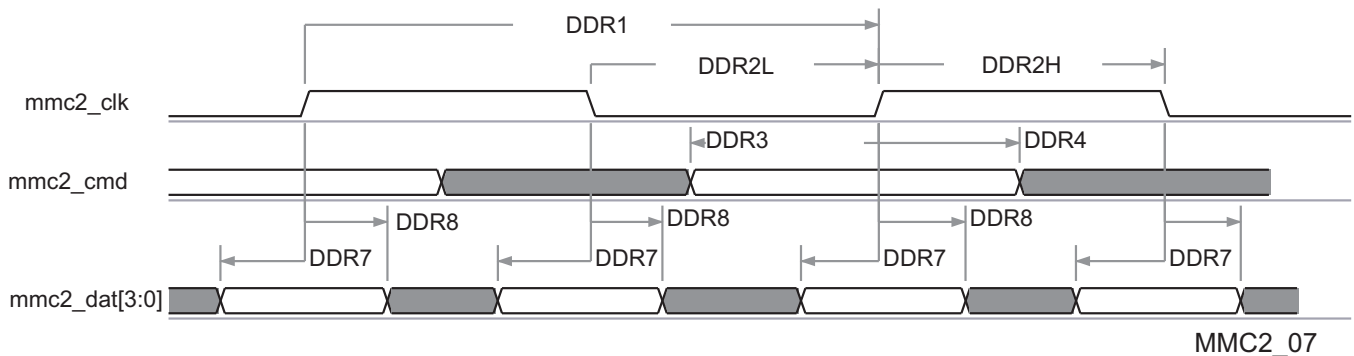 DDR1
DDR2L DDR2H
mmc2_clk
DDR3 DDR4
mmc2_cmd
DDR8 DDR8 DDR8
DDR7 DDR7 DDR7 DDR7
mmc2_dat[3:0]
MMC2_07